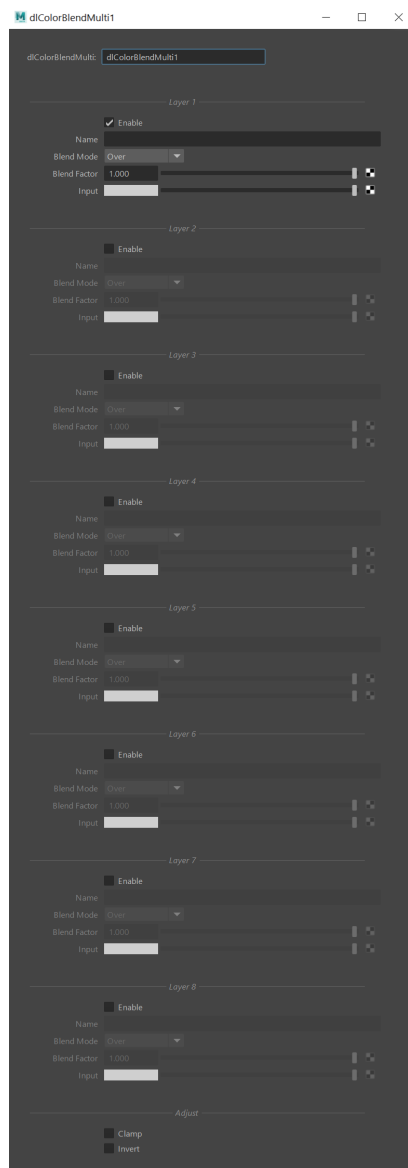 M dlColorBlendMulti1
dlColorBlendMulti: dlColorBlendMulti1
Layer 1
Enable
Name
Blend Mode Over
Blend Factor 1.000
Input
Layer 2
Enable
Name
Blend Mode Over
Blend Factor 1.000
Input
Layer 3
Enable
Name
Blend Mode Over
Blend Factor 1.000
Input
Layer 4
Enable
Name
Blend Mode Over
Blend Factor 1.000
Input
Layer 5
Enable
Name
Blend Mode Over
Blend Factor 1.000
Input
Layer 6
Enable
Name
Blend Mode Over
Blend Factor 1.000
Input
Layer 7
Enable
Name
Blend Mode Over
Blend Factor 1.000
Input
Layer 8
Enable
Name
Blend Mode Over
Blend Factor 1.000
Input
Adjust
Clamp
Invert